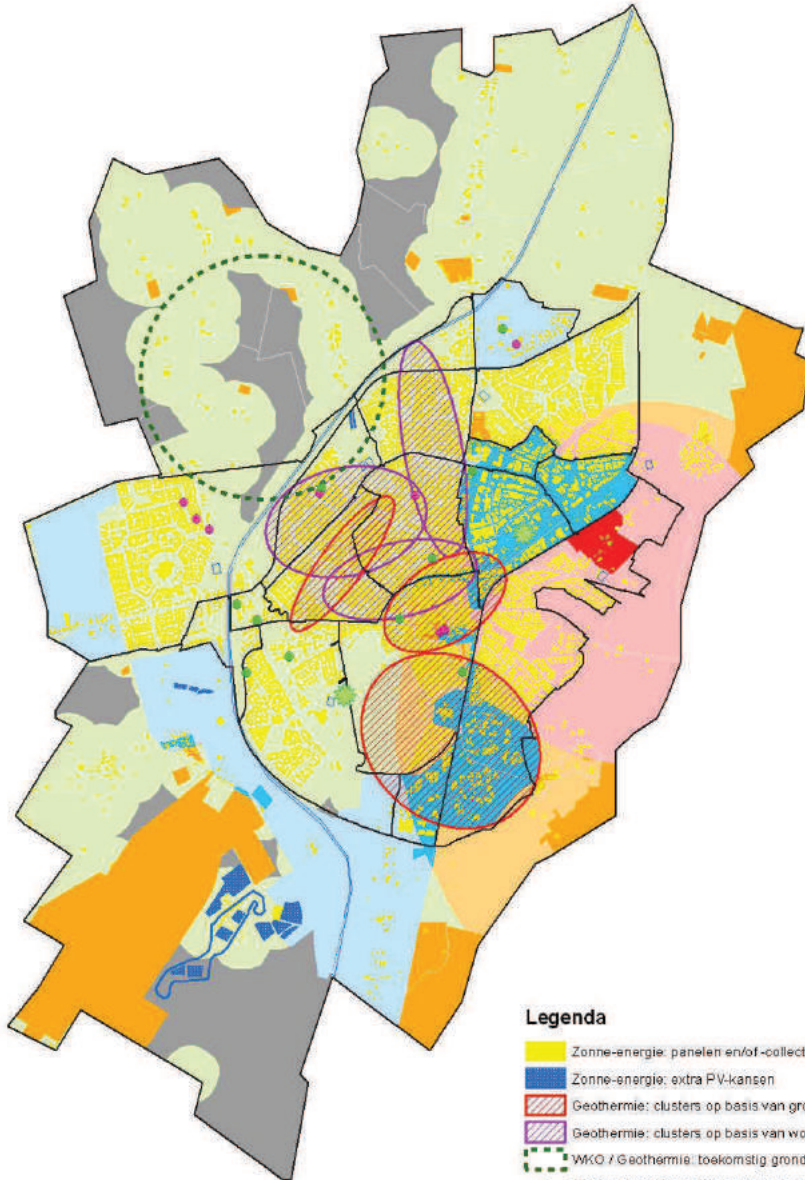 Legenda
Zonne-energie: panelen en/of -collect
Zonne-energie: extra PV-kansen
Geothermie: clusters op basis van gro
Geothermie: clusters op basis van wo
WKO / Geothermie: toekomstig grond